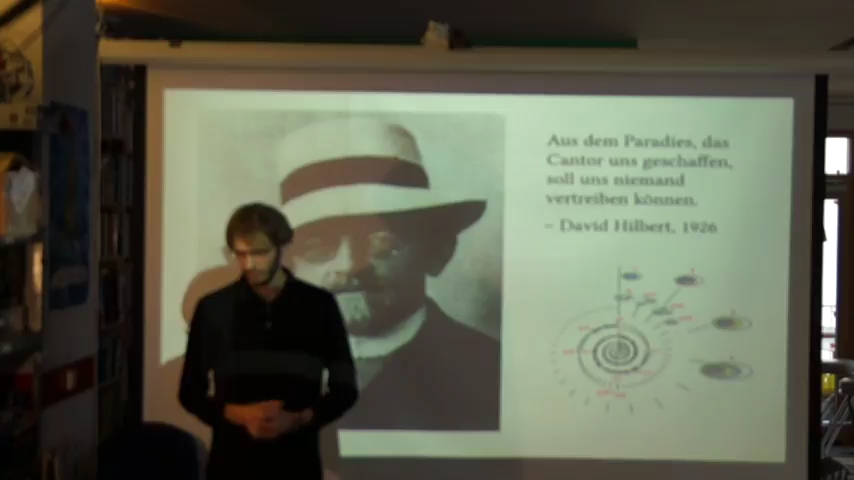 Aus dem Paradies, das
Cantor uns geschaffen,
soll uns niemand
vertreiben können.
– David Hilbert, 1926